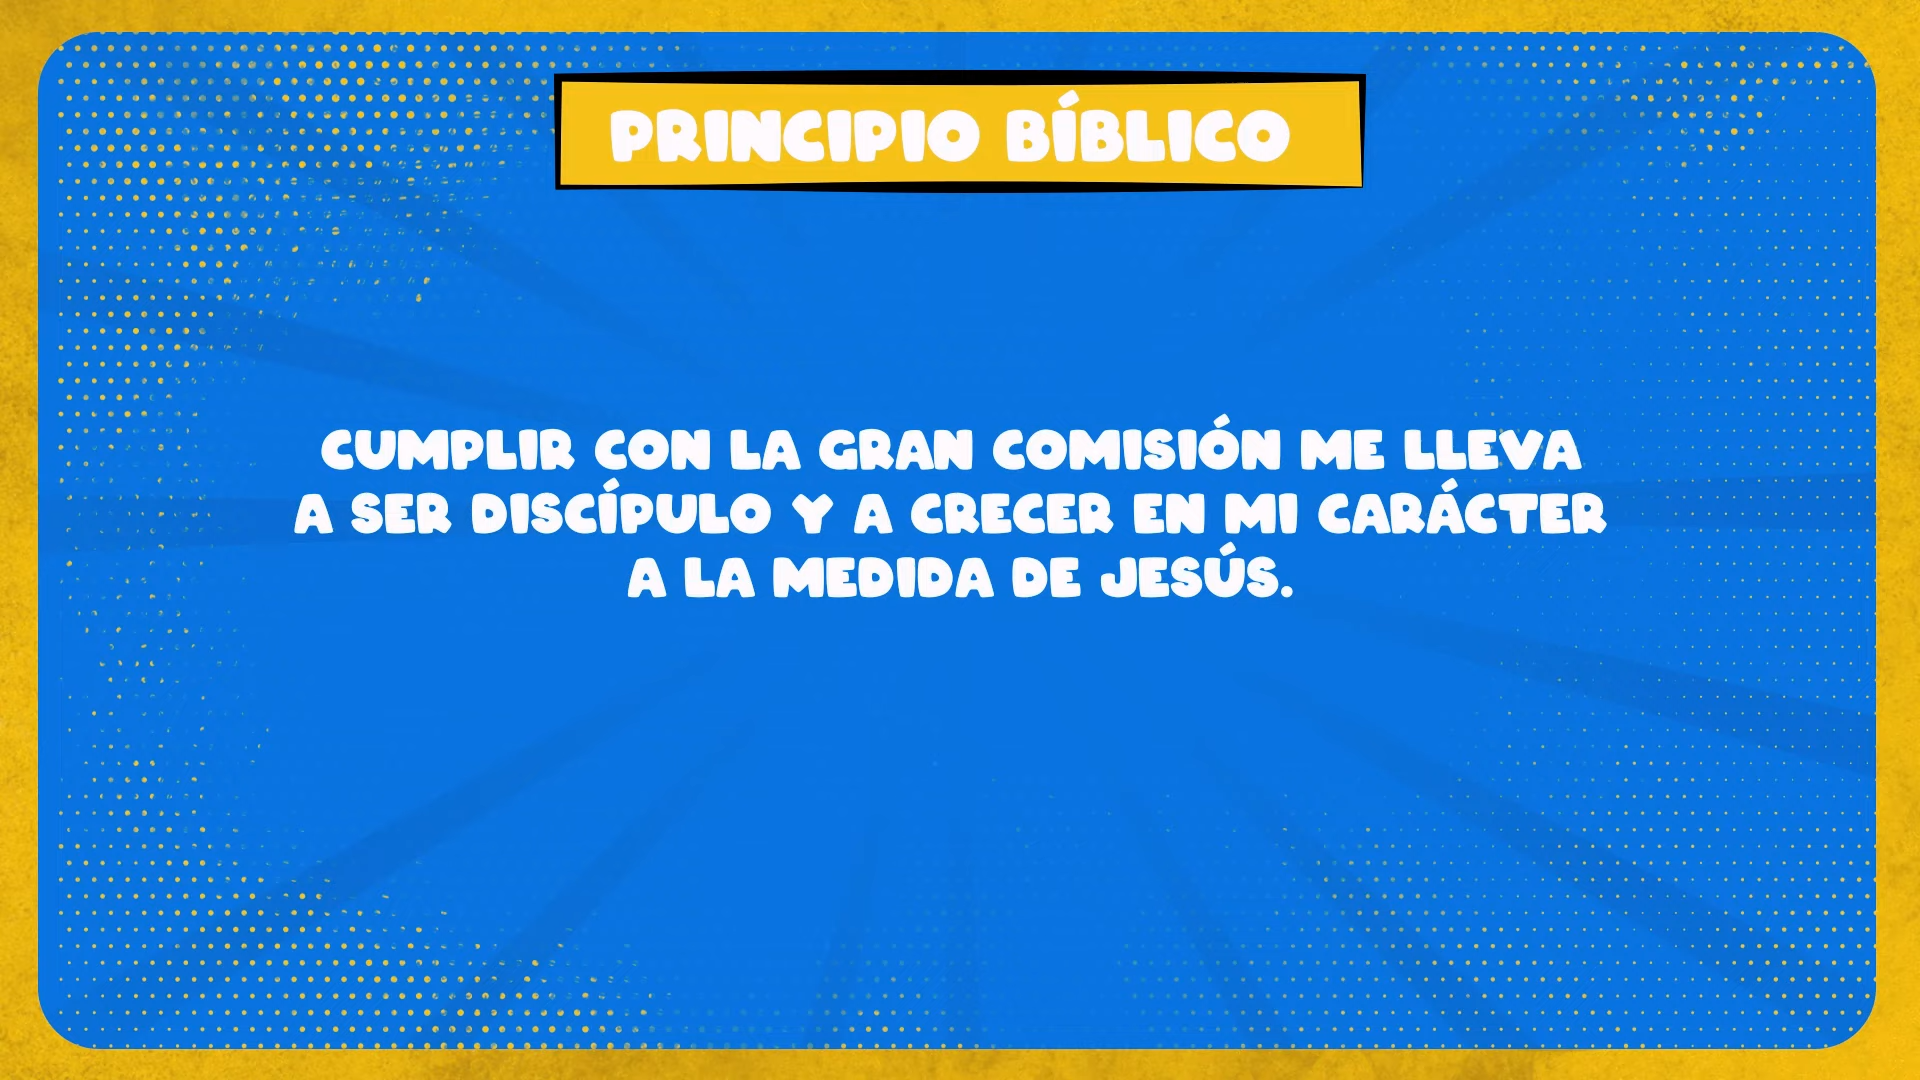 PRINCIPIO BÍBLICO
CUMPLIR CON LA GRAN COMISIÓN ME LLEVA
A SER DISCÍPULO Y A CRECER EN MI CARÁCTER
A LA MEDIDA DE JESÚS.